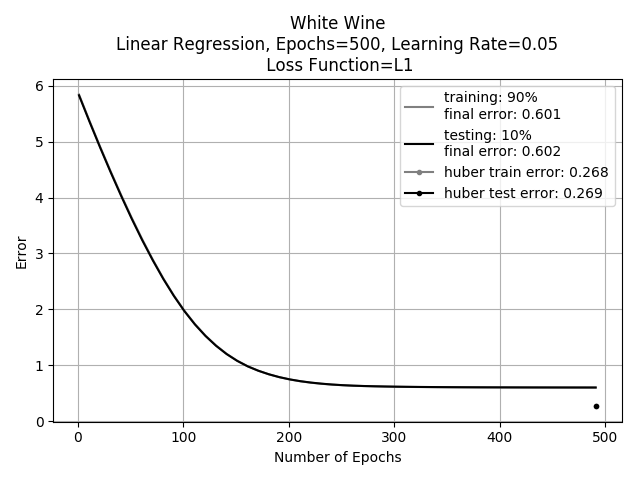 White Wine
Linear Regression, Epochs=500, Learning Rate=0.05
Loss Function=L1
training: 90%
final error: 0.601
testing: 10%
final error: 0.602
huber train error: 0.268
huber test error: 0.269
Error
6
5
4
3
2
1
0
0 100 200 300 400 500
Number of Epochs